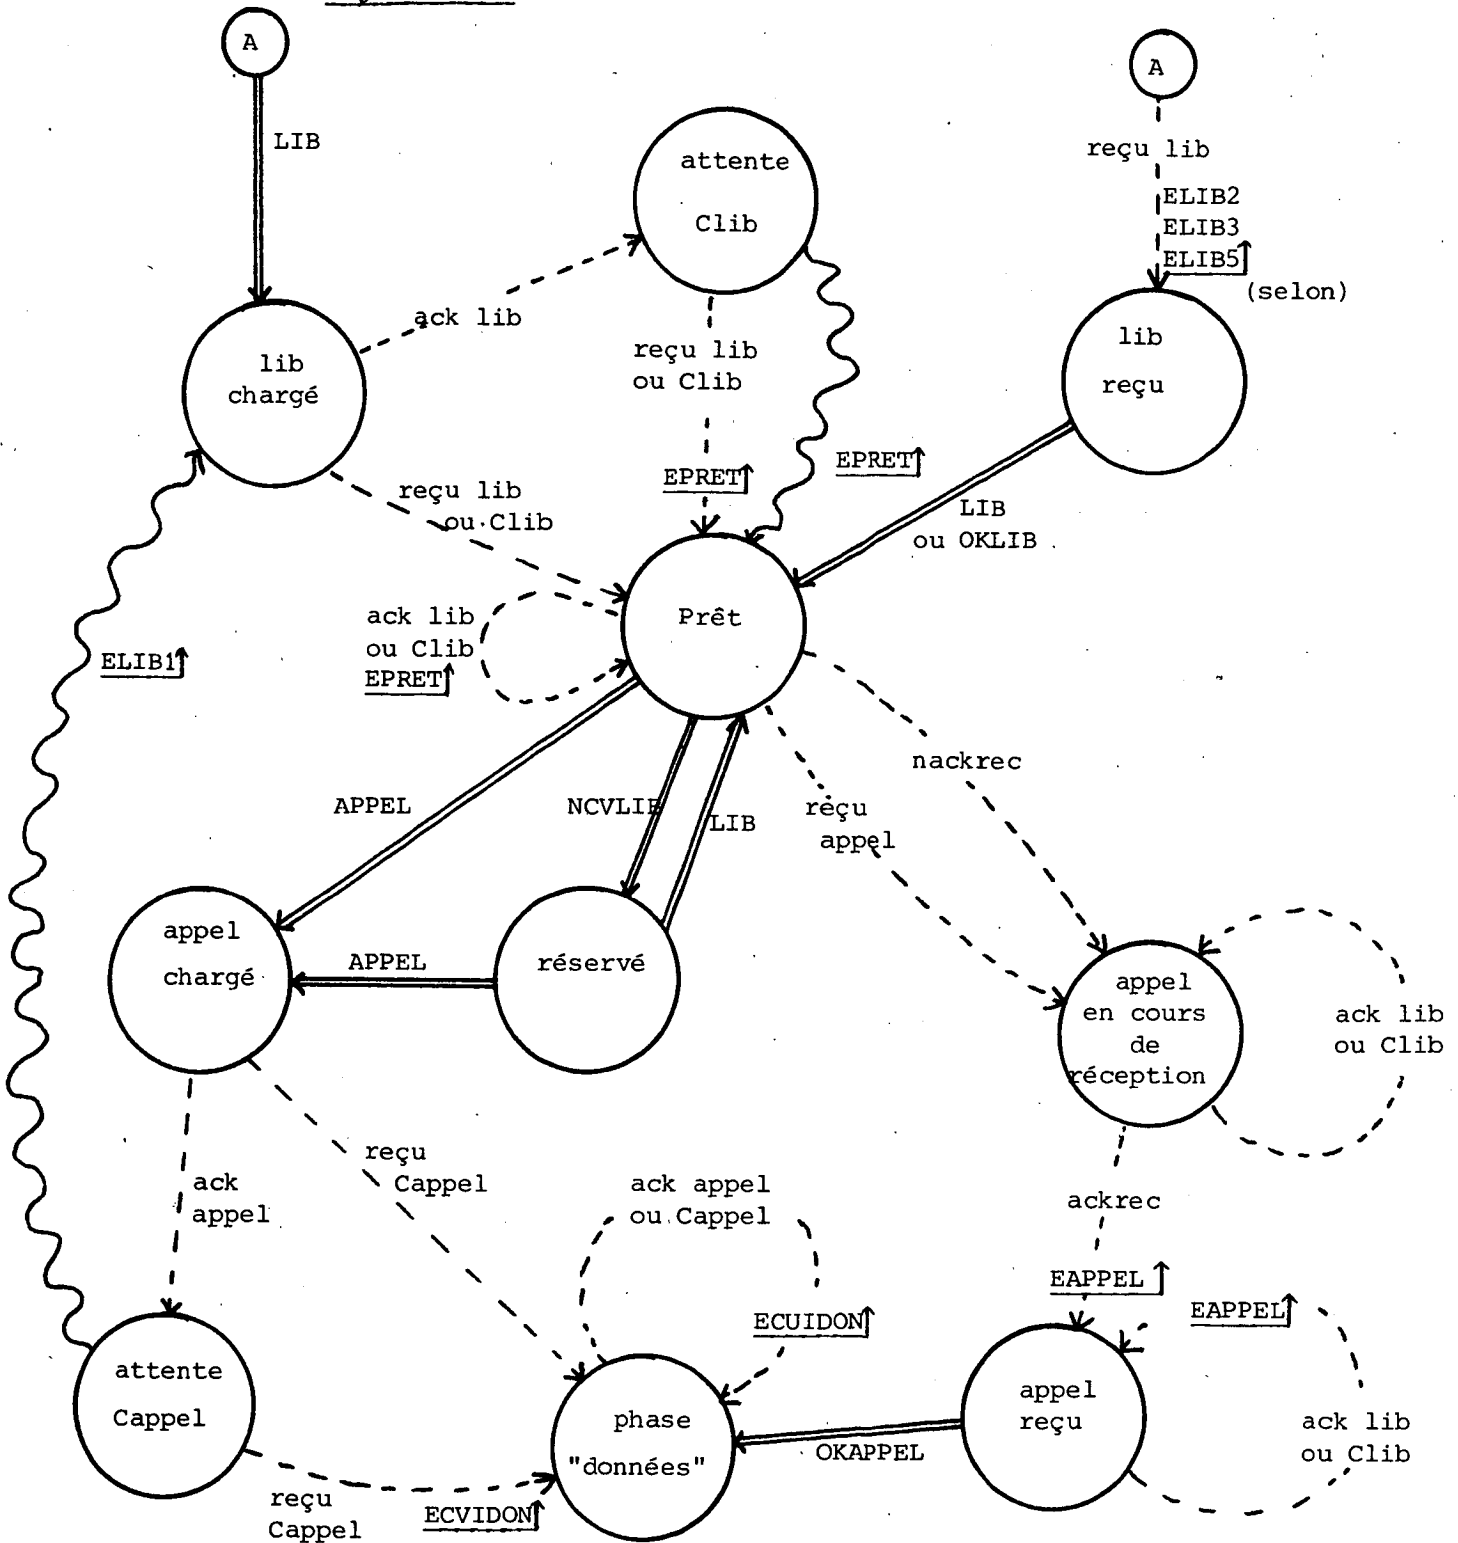 A
A
LIB
reçu lib
attente
Clib
ELIB2
ELIB3
ELIB5
(selon)
ack lib
lib
chargé
reçu lib
ou Clib
lib
reçu
EPRET
EPRET
reçu lib
ou Clib
LIB
ou OKLIB
Prêt
ack lib
ou Clib
EPRET
ELIB1
nackrec
APPEL
NCVLIB
LIB
reçu
appel
appel
chargé
APPEL
réservé
appel
en cours
de
réception
ack lib
ou Clib
reçu
Cappel
ack
appel
ack appel
ou Cappel
ackrec
EAPPEL
EAPPEL
ECUIDON
attente
Cappel
phase
"données"
appel
reçu
OKAPPEL
ack lib
ou Clib
reçu
Cappel
ECVIDON